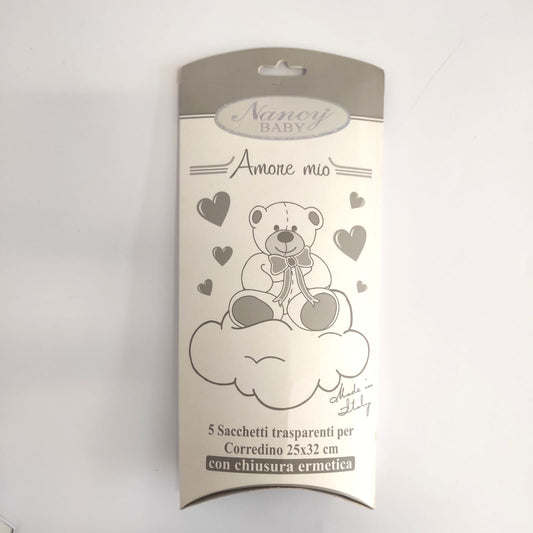 Nancy
BABY
Amore mio
Made in
Italy
5 Sacchetti trasparenti per
Corredino 25x32 cm
con chiusura ermetica